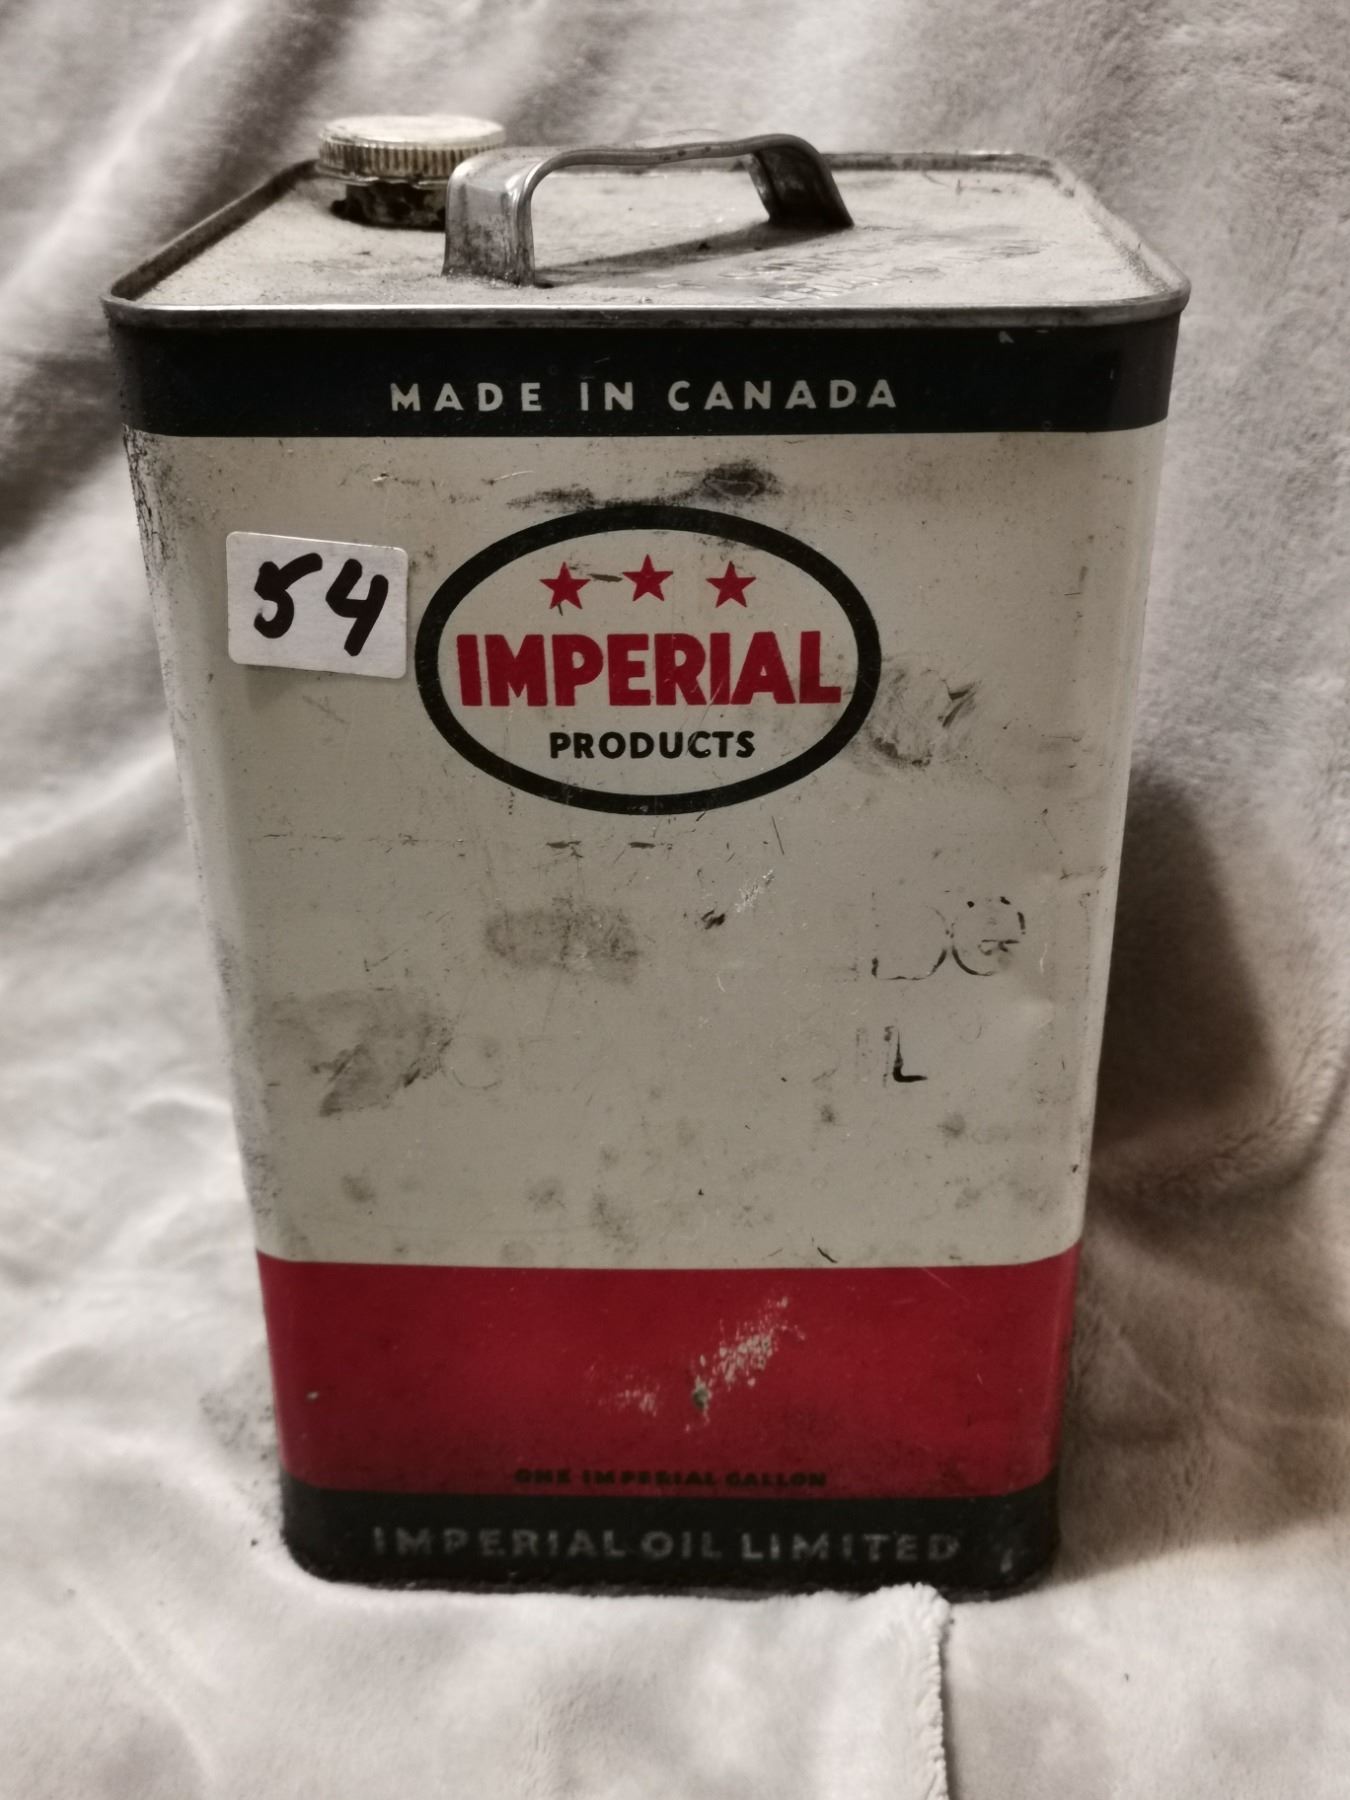 MADE IN CANADA
54
IMPERIAL
PRODUCTS
ONE IMPERIAL GALLON
IMPERIAL OIL LIMITED